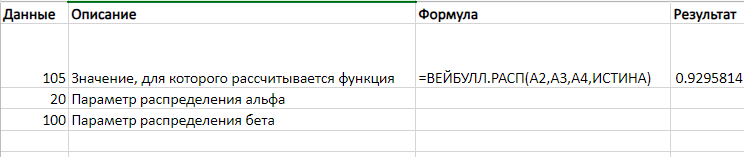 Данные Описание Формула Результат
105 Значение, для которого рассчитывается функция =ВЕЙБУЛЛ.РАСП(A2,A3,A4,ИСТИНА) 0.9295814
20 Параметр распределения альфа
100 Параметр распределения бета